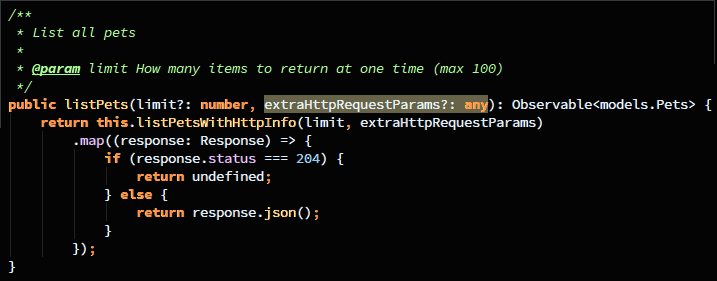 /**
 * List all pets
 *
 * @param limit How many items to return at one time (max 100)
 */
public listPets(limit?: number, extraHttpRequestParams?: any): Observable<models.Pets> {
    return this.listPetsWithHttpInfo(limit, extraHttpRequestParams)
        .map((response: Response) => {
            if (response.status === 204) {
                return undefined;
            } else {
                return response.json();
            }
        });
}